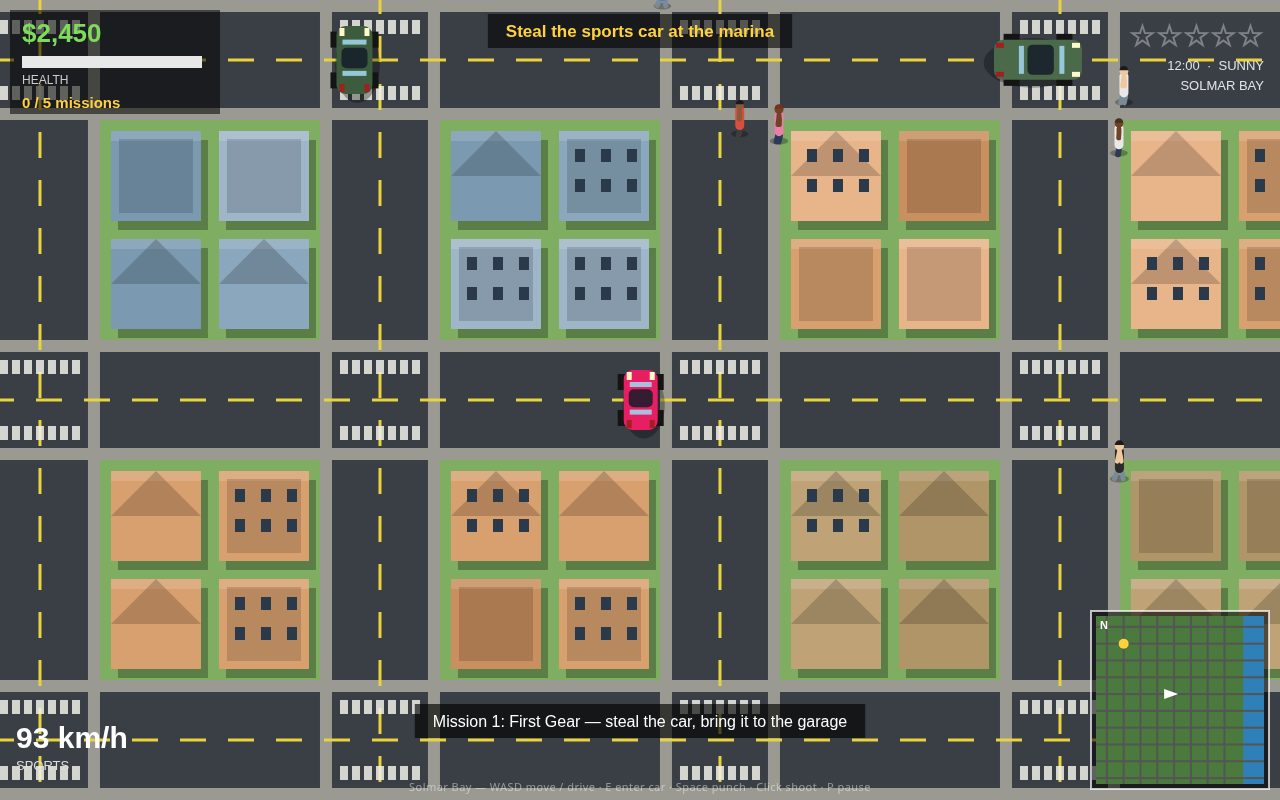 $2,450
HEALTH
0 / 5 missions
Steal the sports car at the marina
12:00 · SUNNY
SOLMAR BAY
N
Mission 1: First Gear — steal the car, bring it to the garage
93 km/h
SPORTS
Solmar Bay — WASD move / drive · E enter car · Space punch · Click shoot · P pause